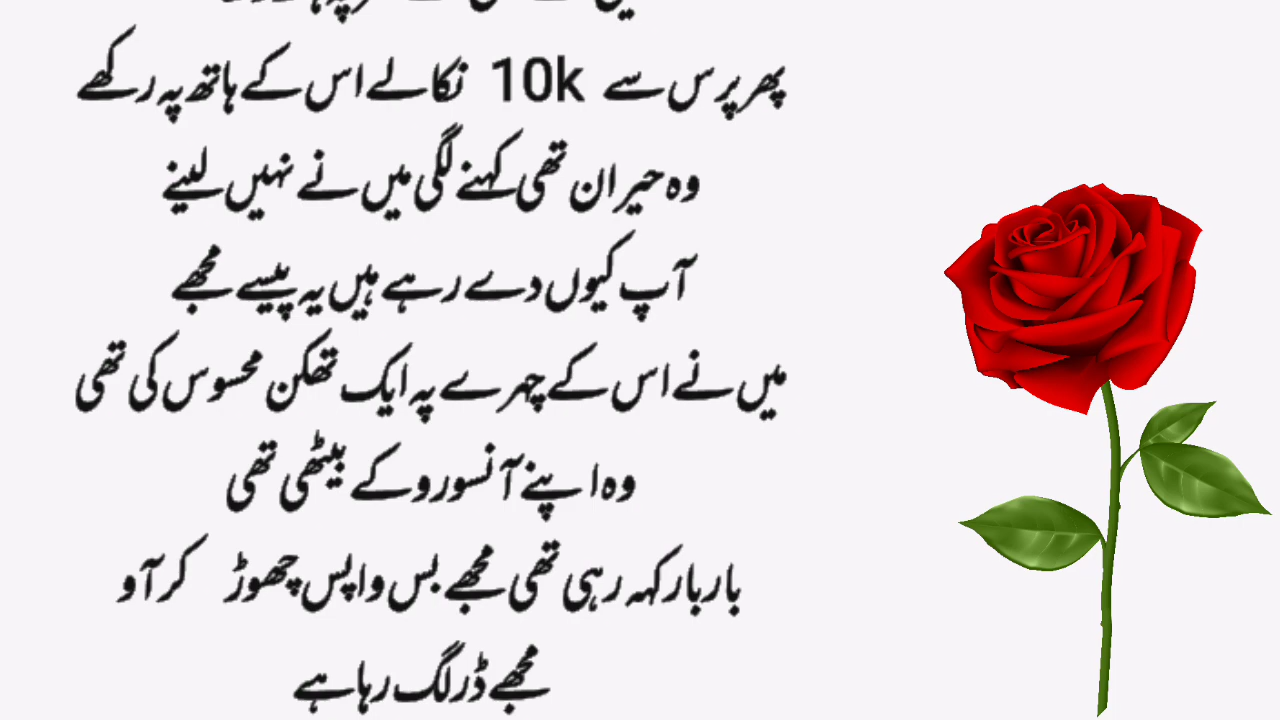 پھر پرس سے 10k نکالے اس کے ہاتھ پہ رکھے
وہ حیران تھی کہنے لگی میں نے نہیں لینے
آپ کیوں دے رہے ہیں یہ پیسے مجھے
میں نے اس کے چہرے پہ ایک تھکن محسوس کی تھی
وہ اپنے آنسو روکے بیٹھی تھی
بار بار کہہ رہی تھی مجھے بس واپس چھوڑ کر آو
مجھے ڈر لگ رہا ہے